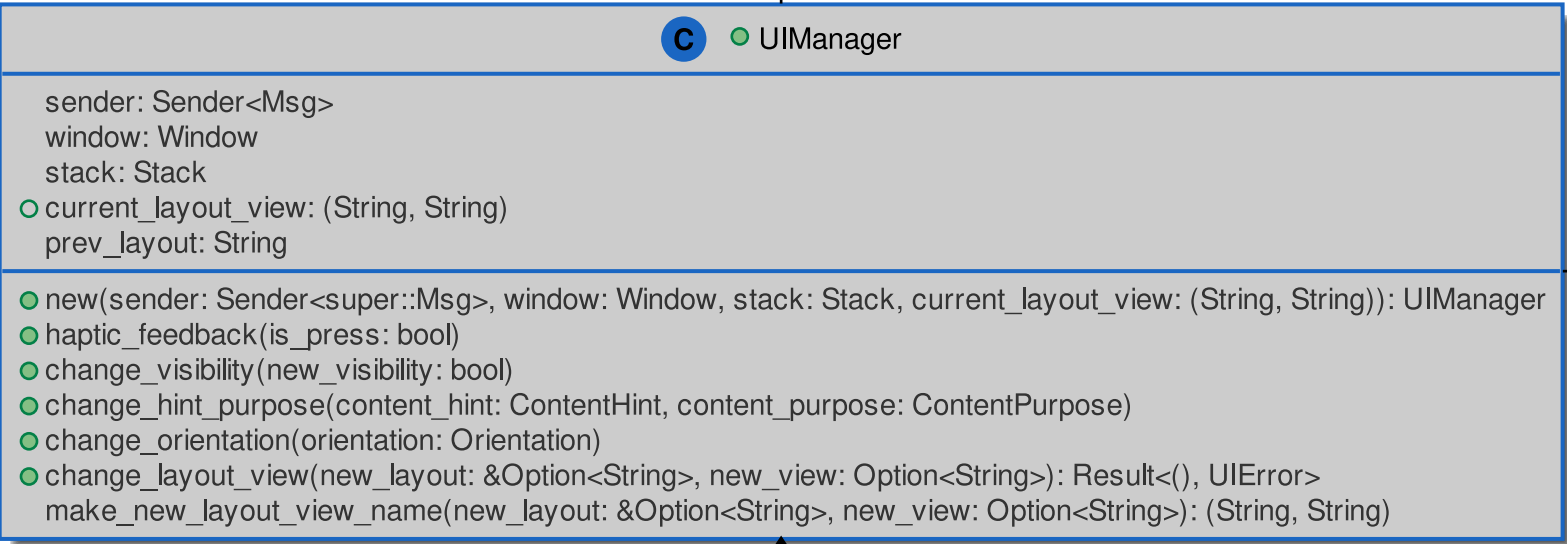 C UIManager
sender: Sender<Msg>
window: Window
stack: Stack
current_layout_view: (String, String)
prev_layout: String
new(sender: Sender<super::Msg>, window: Window, stack: Stack, current_layout_view: (String, String)): UIManager
haptic_feedback(is_press: bool)
change_visibility(new_visibility: bool)
change_hint_purpose(content_hint: ContentHint, content_purpose: ContentPurpose)
change_orientation(orientation: Orientation)
change_layout_view(new_layout: &Option<String>, new_view: Option<String>): Result<(), UIError>
make_new_layout_view_name(new_layout: &Option<String>, new_view: Option<String>): (String, String)